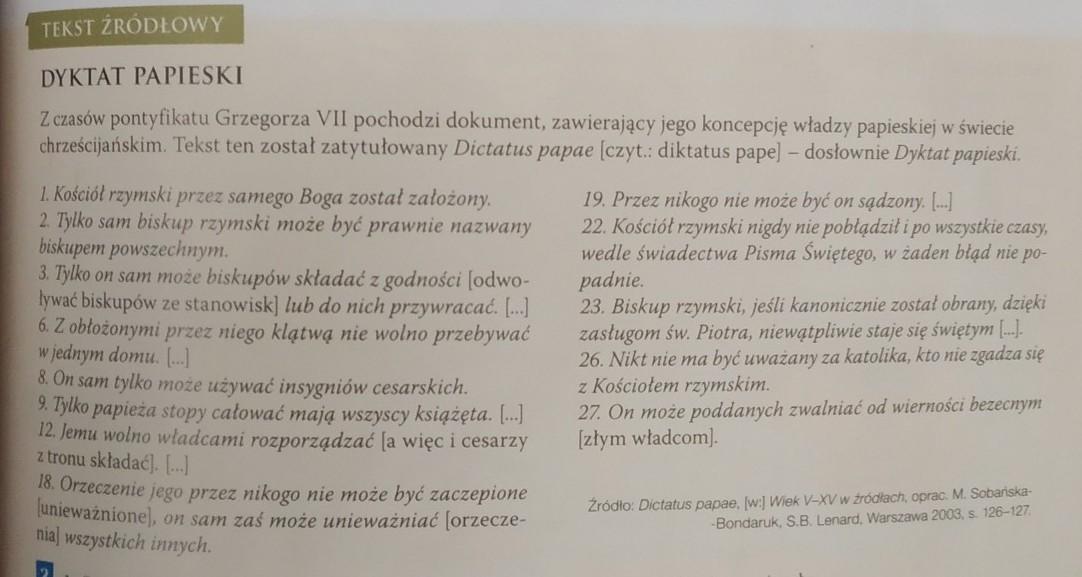 TEKST ŹRÓDŁOWY
DYKTAT PAPIESKI
Z czasów pontyfikatu Grzegorza VII pochodzi dokument, zawierający jego koncepcję władzy papieskiej w świecie
chrześcijańskim. Tekst ten został zatytułowany Dictatus papae [czyt.: diktatus pape] – dosłownie Dyktat papieski.
1. Kościół rzymski przez samego Boga został założony.
2. Tylko sam biskup rzymski może być prawnie nazwany
biskupem powszechnym.
3. Tylko on sam może biskupów składać z godności [odwo-
ływać biskupów ze stanowisk] lub do nich przywracać. [...]
6. Z obłożonymi przez niego klątwą nie wolno przebywać
w jednym domu. [...]
8. On sam tylko może używać insygniów cesarskich.
9. Tylko papieża stopy całować mają wszyscy książęta. [...]
12. Jemu wolno władcami rozporządzać [a więc i cesarzy
z tronu składać]. [...]
18. Orzeczenie jego przez nikogo nie może być zaczepione
[unieważnione], on sam zaś może unieważniać [orzecze-
nia] wszystkich innych.
19. Przez nikogo nie może być on sądzony. [...]
22. Kościół rzymski nigdy nie pobłądził i po wszystkie czasy,
wedle świadectwa Pisma Świętego, w żaden błąd nie po-
padnie.
23. Biskup rzymski, jeśli kanonicznie został obrany, dzięki
zasługom św. Piotra, niewątpliwie staje się świętym [...].
26. Nikt nie ma być uważany za katolika, kto nie zgadza się
z Kościołem rzymskim.
27. On może poddanych zwalniać od wierności bezecnym
[złym władcom].
Źródło: Dictatus papae, [w:] Wiek V–XV w źródłach, oprac. M. Sobańska-
-Bondaruk, S.B. Lenard, Warszawa 2003, s. 126–127.
2